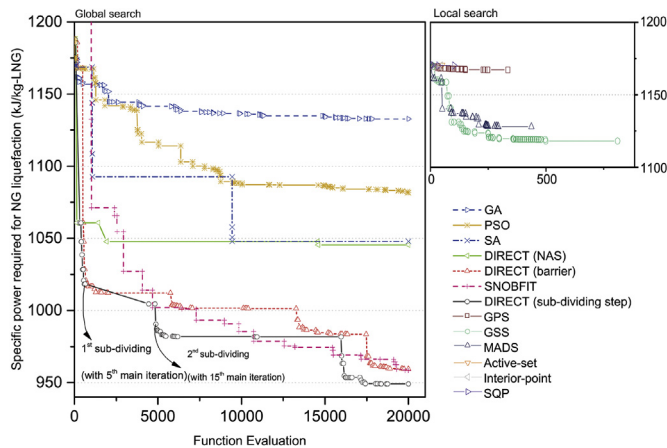 Global search
Local search
Specific power required for NG liquefaction (kJ/kg-LNG)
1200
1150
1100
1050
1000
950
0
5000
10000
15000
20000
Function Evaluation
1200
1150
1100
0
500
GA
PSO
SA
DIRECT (NAS)
DIRECT (barrier)
SNOBFIT
DIRECT (sub-dividing step)
GPS
GSS
MADS
Active-set
Interior-point
SQP
1st sub-dividing
(with 5th main iteration)
2nd sub-dividing
(with 15th main iteration)